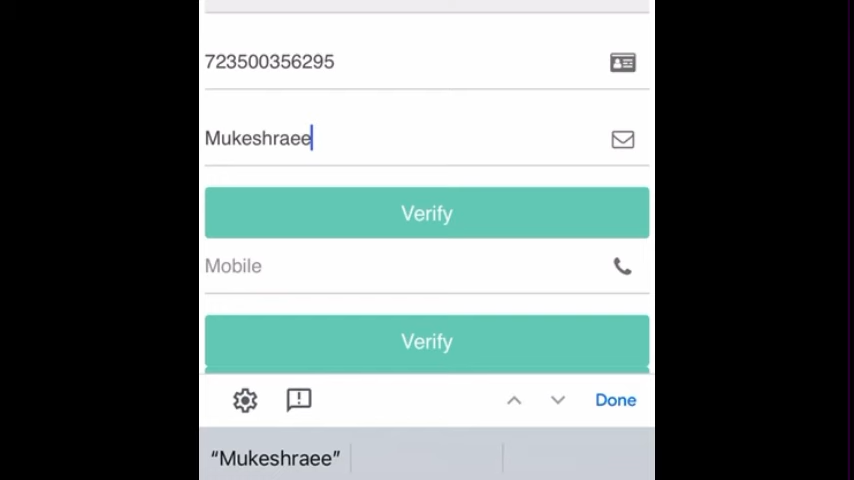 723500356295
Mukeshraee
Verify
Mobile
Verify
Done
“Mukeshraee”